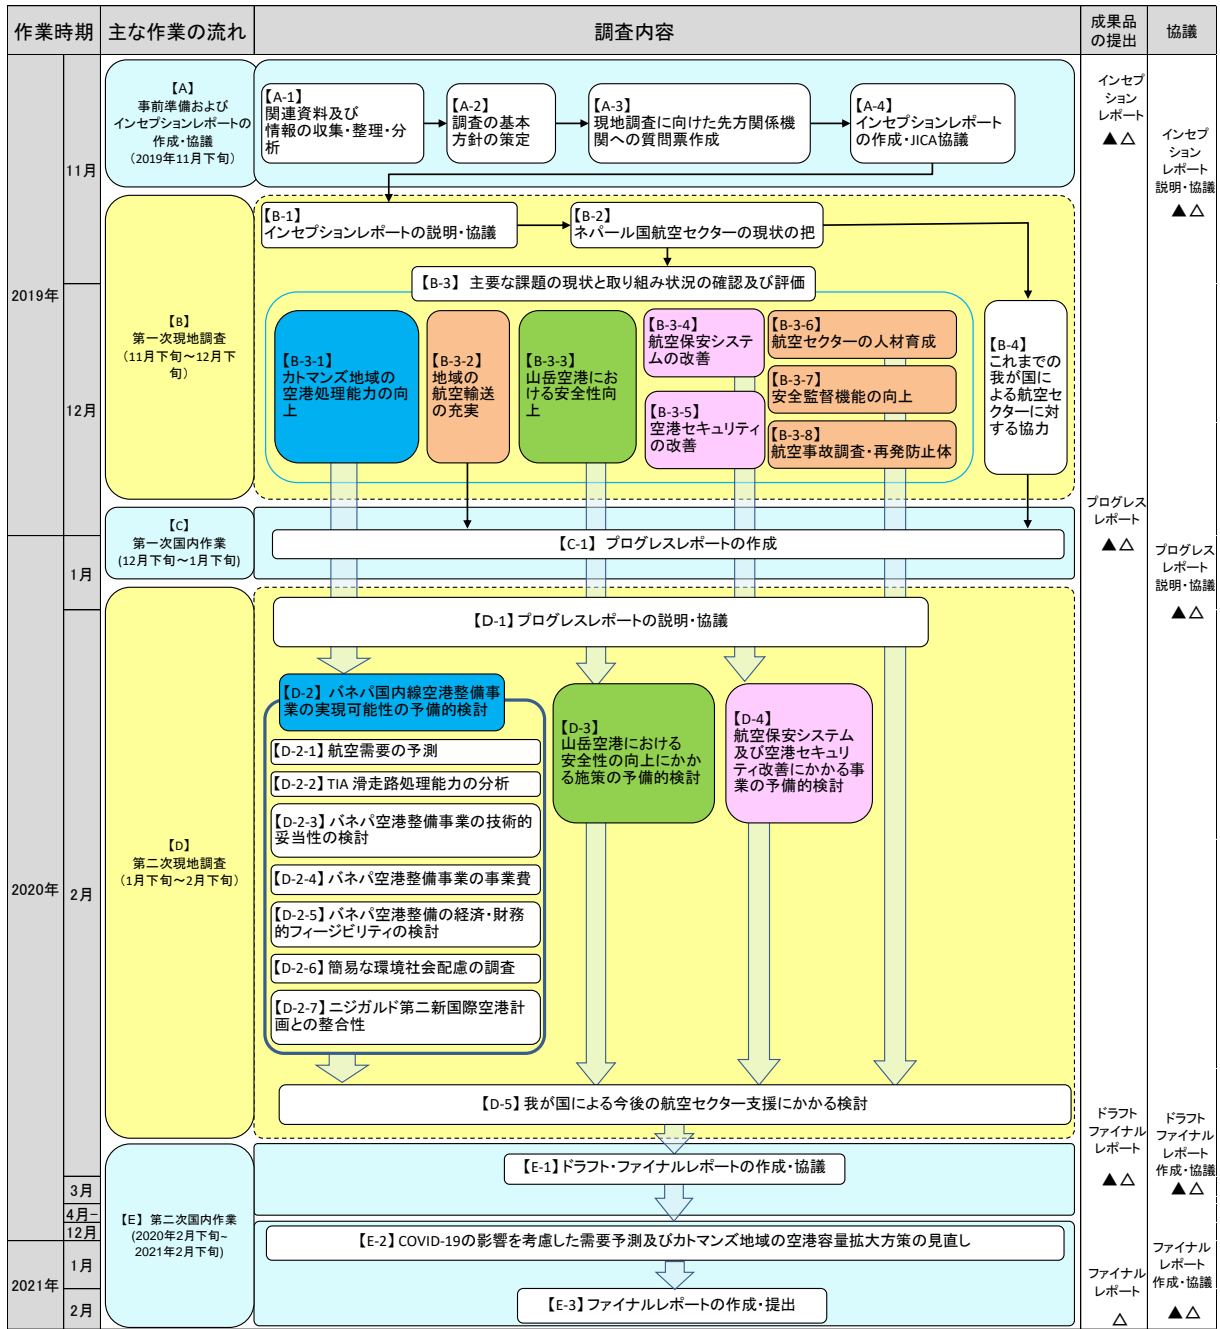 作業時期
主な作業の流れ
調査内容
成果品
の提出
協議
2019年
11月
12月
2020年
1月
2月
3月
4月–
12月
2021年
1月
2月
【A】
事前準備および
インセプションレポートの
作成・協議
（2019年11月下旬）
【A-1】
関連資料及び
情報の収集・整理・分
析
【A-2】
調査の基本
方針の策定
【A-3】
現地調査に向けた先方関係機
関への質問票作成
【A-4】
インセプションレポート
の作成・JICA協議
インセプ
ション
レポート
▲△
インセプ
ション
レポート
説明・協議
▲△
【B】
第一次現地調査
（11月下旬～12月下
旬）
【B-1】
インセプションレポートの説明・協議
【B-2】
ネパール国航空セクターの現状の把
【B-3】 主要な課題の現状と取り組み状況の確認及び評価
【B-3-1】
カトマンズ地域の
空港処理能力の向
上
【B-3-2】
地域の
航空輸送
の充実
【B-3-3】
山岳空港にお
ける安全性向
上
【B-3-4】
航空保安システ
ムの改善
【B-3-5】
空港セキュリティ
の改善
【B-3-6】
航空セクターの人材育成
【B-3-7】
安全監督機能の向上
【B-3-8】
航空事故調査・再発防止体
【B-4】
これまでの
我が国に
よる航空セ
クターに対
する協力
【C】
第一次国内作業
(12月下旬～1月下旬)
【C-1】 プログレスレポートの作成
プログレス
レポート
▲△
プログレス
レポート
説明・協議
▲△
【D】
第二次現地調査
（1月下旬～2月下旬）
【D-1】プログレスレポートの説明・協議
【D-2】 バネパ国内線空港整備事
業の実現可能性の予備的検討
【D-2-1】航空需要の予測
【D-2-2】TIA 滑走路処理能力の分析
【D-2-3】バネパ空港整備事業の技術的
妥当性の検討
【D-2-4】バネパ空港整備事業の事業費
【D-2-5】バネパ空港整備の経済・財務
的フィージビリティの検討
【D-2-6】簡易な環境社会配慮の調査
【D-2-7】ニジガルド第二新国際空港計
画との整合性
【D-3】
山岳空港における
安全性の向上にかか
る施策の予備的検討
【D-4】
航空保安システム
及び空港セキュリ
ティ改善にかかる事
業の予備的検討
【D-5】我が国による今後の航空セクター支援にかかる検討
ドラフト
ファイナル
レポート
▲△
ドラフト
ファイナル
レポート
作成・協議
▲△
【E】 第二次国内作業
(2020年2月下旬~
2021年2月下旬)
【E-1】ドラフト・ファイナルレポートの作成・協議
【E-2】COVID-19の影響を考慮した需要予測及びカトマンズ地域の空港容量拡大方策の見直し
【E-3】ファイナルレポートの作成・提出
ファイナル
レポート
△
ファイナル
レポート
作成・協議
▲△